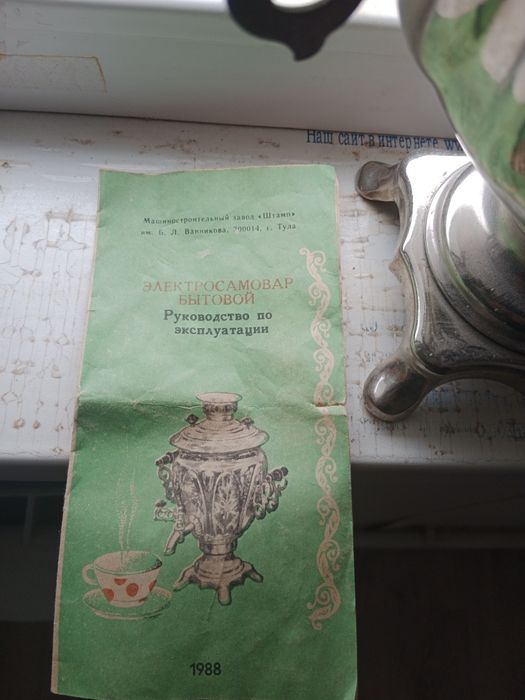 Наш сайт в интернете
Машиностроительный завод «Штамп»
им. Б. Л. Ванникова, 300014, г. Тула
ЭЛЕКТРОСАМОВАР
БЫТОВОЙ
Руководство по
эксплуатации
1988